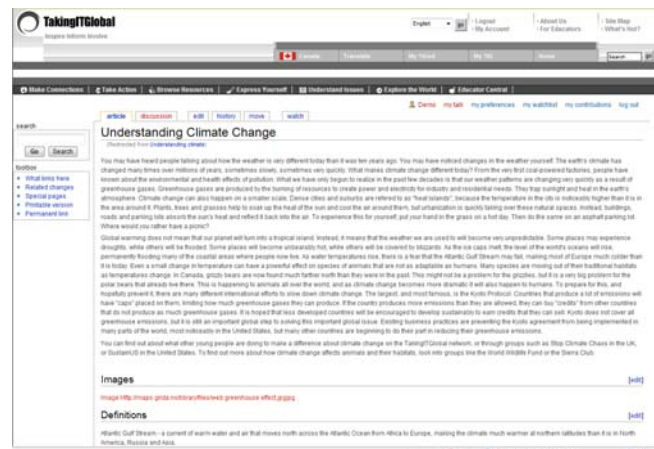 TakingITGlobal
Inspire Inform Involve
English
go
Logout
My Account
About Us
For Educators
Site Map
What's Hot?
Canada
Translate
My TIGed
My TIG
Home
Search
Make Connections | Take Action | Browse Resources | Express Yourself | Understand Issues | Explore the World | Educator Central |
Demo my talk my preferences my watchlist my contributions log out
article discussion edit history move watch
search
Go Search
toolbox
What links here
Related changes
Special pages
Printable version
Permanent link
Understanding Climate Change
(Redirected from Understanding climate)
You may have heard people talking about how the weather is very different today than it was ten years ago. You may have noticed changes in the weather yourself. The earth's climate has
changed many times over millions of years, sometimes slowly, sometimes very quickly. What makes climate change different today? From the very first coal-powered factories, people have
known about the environmental and health effects of pollution. What we have only begun to realize in the past few decades is that our weather patterns are changing very quickly as a result of
greenhouse gases. Greenhouse gases are produced by the burning of resources to create power and electricity for industry and residential needs. They trap sunlight and heat in the earth's
atmosphere. Climate change can also happen on a smaller scale. Dense cities and suburbs are refered to as "heat islands", because the temperature in the city is noticeably higher than it is in
the area around it. Plants, trees and grasses help to soak up the heat of the sun and cool the air around them, but urbanization is quickly taking over these natural spaces. Instead, buildings,
roads and parking lots absorb the sun's heat and reflect it back into the air. To experience this for yourself, put your hand in the grass on a hot day. Then do the same on an asphalt parking lot.
Where would you rather have a picnic?
Global warming does not mean that our planet will turn into a tropical island. Instead, it means that the weather we are used to will become very unpredictable. Some places may experience
droughts, while others will be flooded. Some places will become unbearably hot, while others will be covered by blizzards. As the ice caps melt, the level of the world's oceans will rise,
permanently flooding many of the coastal areas where people now live. As water temperatures rise, there is a fear that the Atlantic Gulf Stream may fail, making most of Europe much colder than
it is today. Even a small change in temperature can have a powerful effect on species of animals that are not as adaptable as humans. Many species are moving out of their traditional habitats
as temperatures change. In Canada, grizzly bears are now found much farther north than they were in the past. This might not be a problem for the grizzlies, but it is a very big problem for the
polar bears that already live there. This is happening to animals all over the world, and as climate change becomes more dramatic it will also happen to humans. To prepare for this, and
hopefully prevent it, there are many different international efforts to slow down climate change. The largest, and most famous, is the Kyoto Protocol. Countries that produce a lot of emissions will
have "caps" placed on them, limiting how much greenhouse gases they can produce. If the country produces more emissions than they are allowed, they can buy "credits" from other countries
that do not produce as much greenhouse gases. It is hoped that less developed countries will be encouraged to develop sustainably to earn credits that they can sell. Kyoto does not cover all
greenhouse emissions, but it is still an important global step to solving this important global issue. Existing business practices are preventing the Kyoto agreement from being implemented in
many parts of the world, most noticeably in the United States, but many other countries are beginning to do their part in reducing their greenhouse emissions.
You can find out about what other young people are doing to make a difference about climate change on the TakingITGlobal network, or through groups such as Stop Climate Chaos in the UK,
or SustainUS in the United States. To find out more about how climate change affects animals and their habitats, look into groups like the World Wildlife Fund or the Sierra Club.
Images [edit]
Image:Http://maps.grida.no/library/files/web greenhouse effect.jpgjpg
Definitions [edit]
Atlantic Gulf Stream - a current of warm water and air that moves north across the Atlantic Ocean from Africa to Europe, making the climate much warmer at northern latitudes than it is in North
America, Russia and Asia.